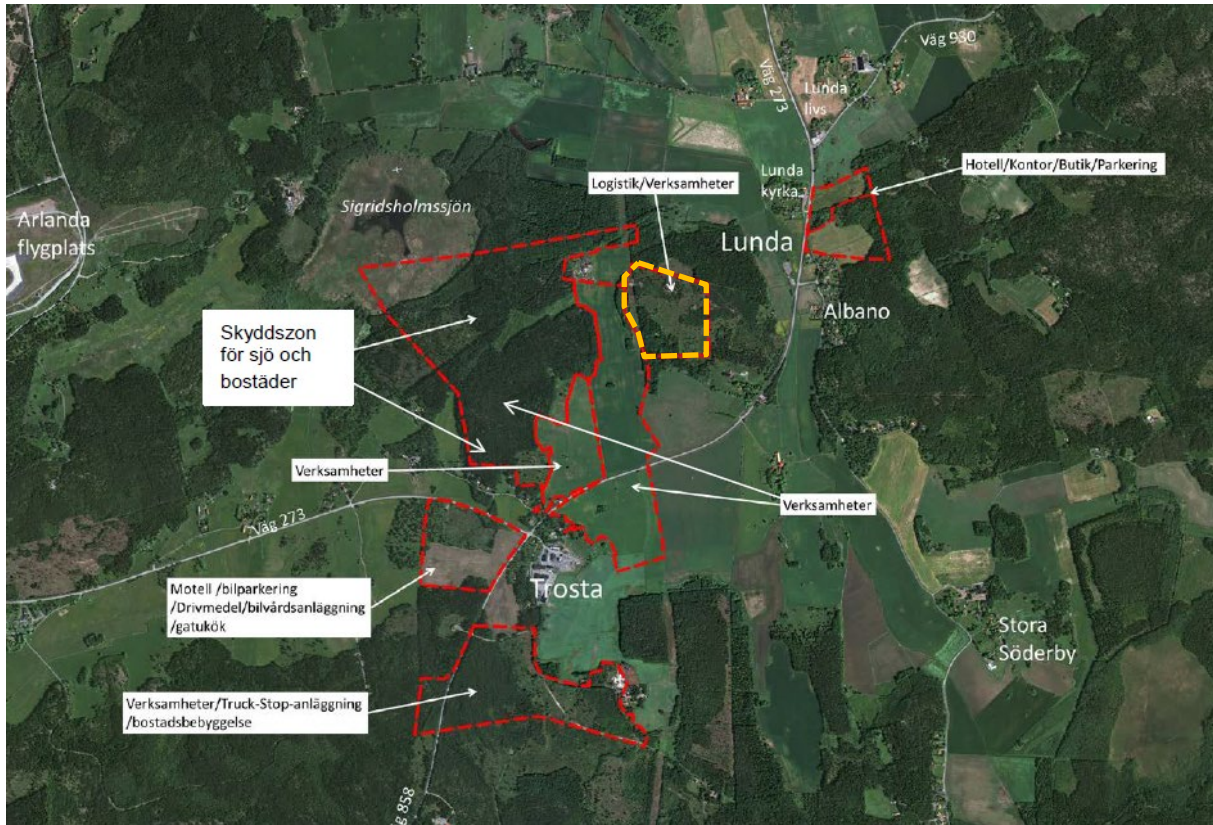 Väg 930
Väg 273
Lunda
livs
Hotell/Kontor/Butik/Parkering
Logistik/Verksamheter
Lunda
kyrka
Sigridsholmssjön
Arlanda
flygplats
Lunda
Albano
Skyddszon
för sjö och
bostäder
Verksamheter
Verksamheter
Väg 273
Motell /bilparkering
/Drivmedel/bilvårdsanläggning
/gatukök
Trosta
Stora
Söderby
Verksamheter/Truck-Stop-anläggning
/bostadsbebyggelse
Väg 858